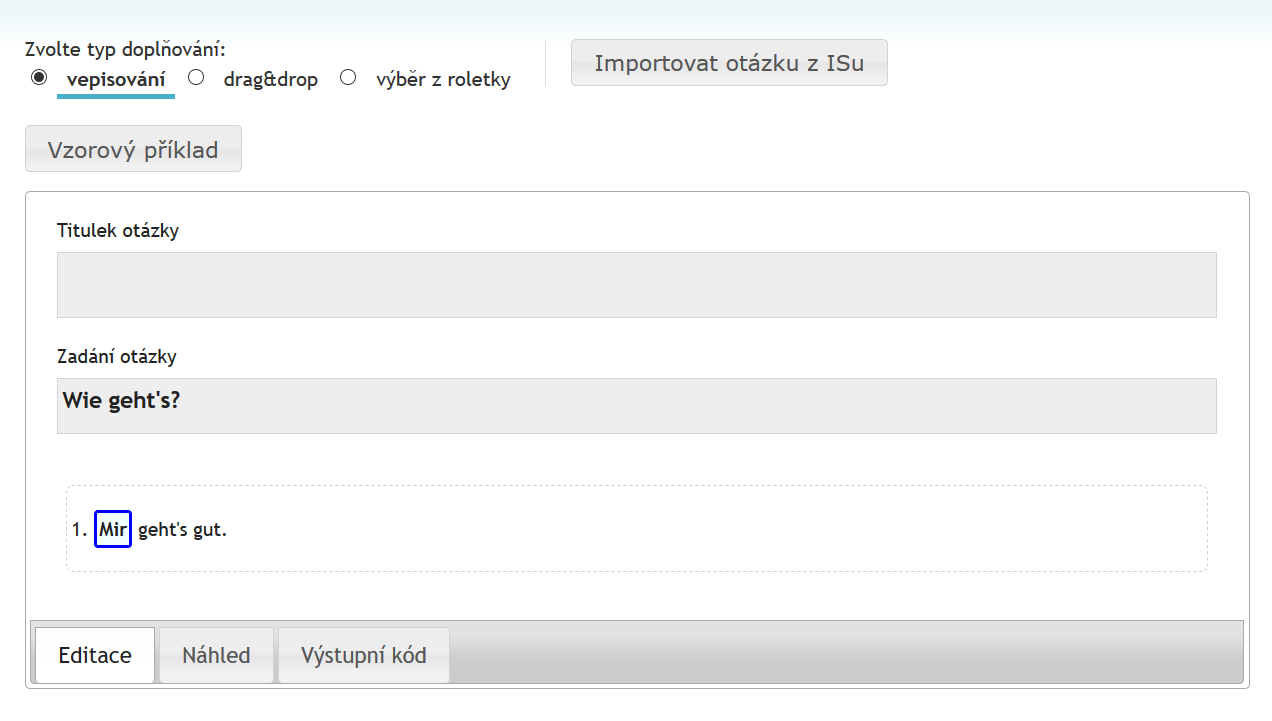 Zvolte typ doplňování:
vepisování drag&drop výběr z roletky
Importovat otázku z ISu
Vzorový příklad
Titulek otázky
Zadání otázky
Wie geht's?
1. Mir geht's gut.
Editace Náhled Výstupní kód